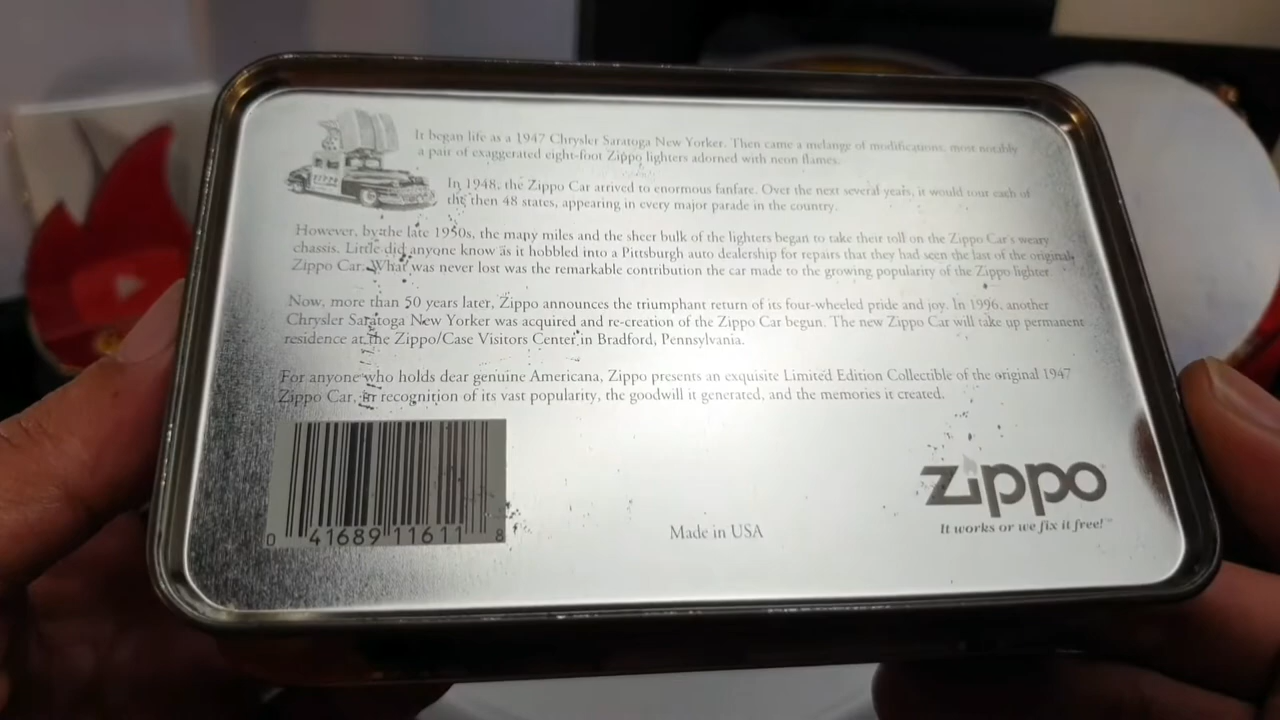 It began life as a 1947 Chrysler Saratoga New Yorker. Then came a melange of modifications, most notably
a pair of exaggerated eight-foot Zippo lighters adorned with neon flames.
ZIPPO
In 1948, the Zippo Car arrived to enormous fanfare. Over the next several years, it would tour each of
the then 48 states, appearing in every major parade in the country.
However, by the late 1950s, the many miles and the sheer bulk of the lighters began to take their toll on the Zippo Car's weary
chassis. Little did anyone know as it hobbled into a Pittsburgh auto dealership for repairs that they had seen the last of the original
Zippo Car. What was never lost was the remarkable contribution the car made to the growing popularity of the Zippo lighter.
Now, more than 50 years later, Zippo announces the triumphant return of its four-wheeled pride and joy. In 1996, another
Chrysler Saratoga New Yorker was acquired and re-creation of the Zippo Car begun. The new Zippo Car will take up permanent
residence at the Zippo/Case Visitors Center in Bradford, Pennsylvania.
For anyone who holds dear genuine Americana, Zippo presents an exquisite Limited Edition Collectible of the original 1947
Zippo Car, in recognition of its vast popularity, the goodwill it generated, and the memories it created.
0 41689 11611 8
Made in USA
zippo
It works or we fix it free!™